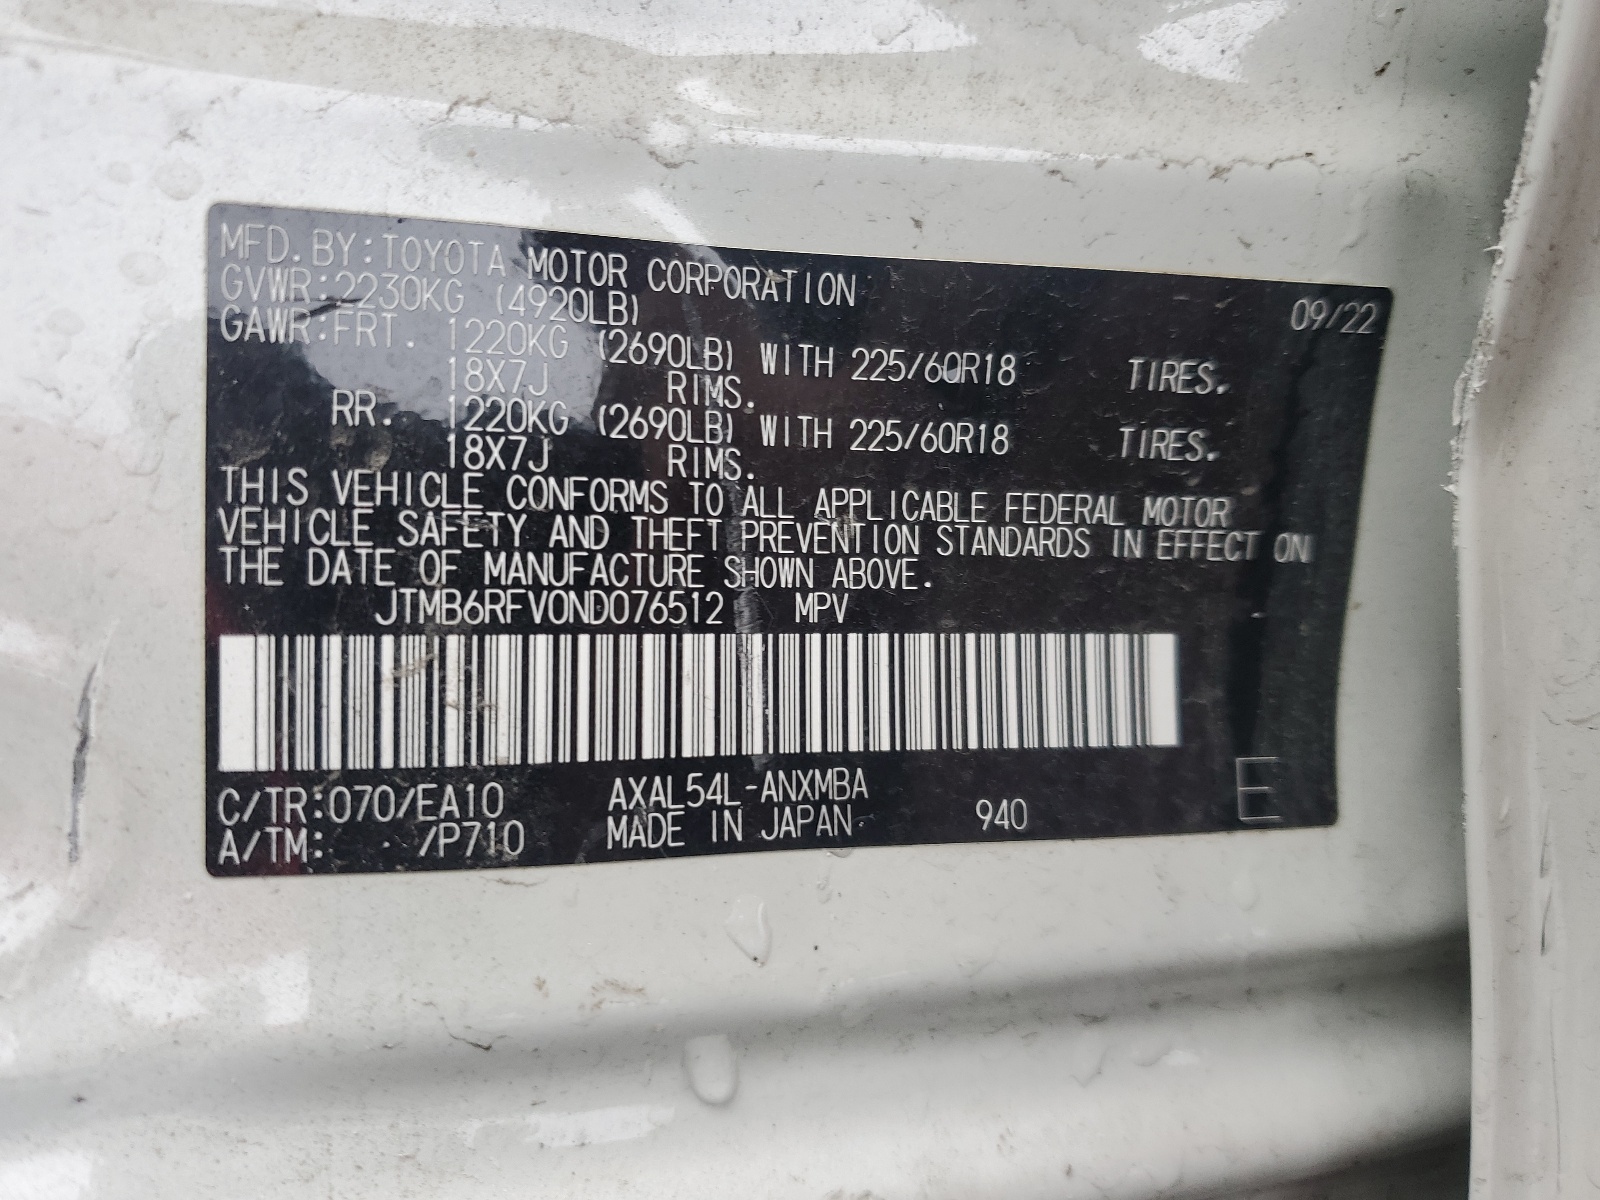 MFD. BY: TOYOTA MOTOR CORPORATION 09/22
GVWR: 2230KG (4920LB)
GAWR: FRT. 1220KG (2690LB) WITH 225/60R18 TIRES.
18X7J RIMS.
RR. 1220KG (2690LB) WITH 225/60R18 TIRES.
18X7J RIMS.
THIS VEHICLE CONFORMS TO ALL APPLICABLE FEDERAL MOTOR
VEHICLE SAFETY AND THEFT PREVENTION STANDARDS IN EFFECT ON
THE DATE OF MANUFACTURE SHOWN ABOVE.
JTMB6RFV0ND076512 MPV
C/TR: 070/EA10 AXAL54L-ANXMBA
A/TM: /P710 MADE IN JAPAN 940 E